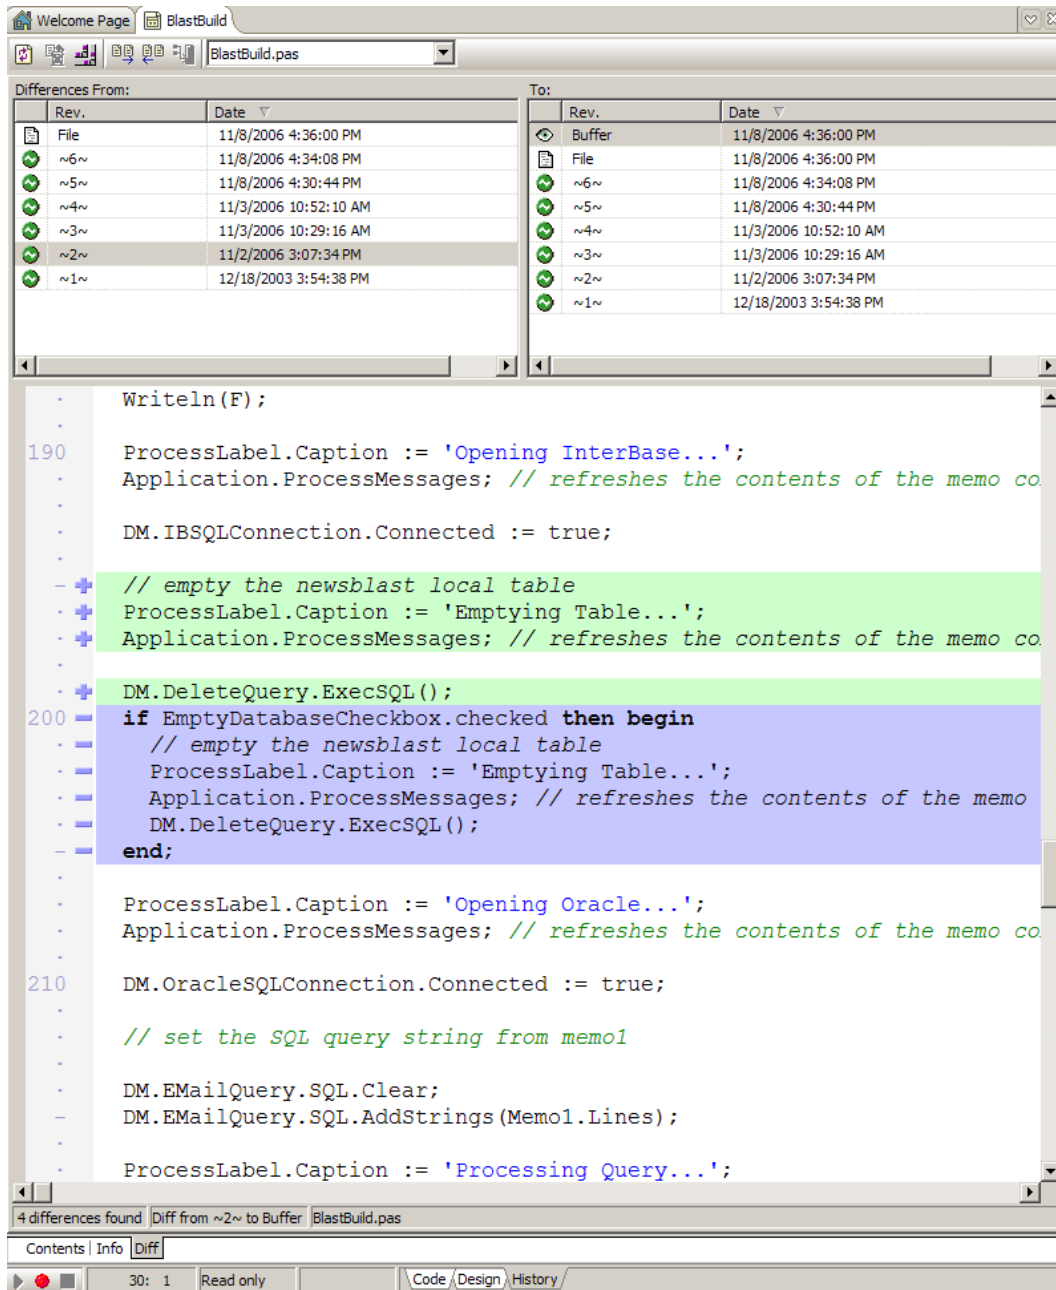 Welcome Page BlastBuild
BlastBuild.pas
Differences From: To:
Rev. Date Rev. Date
File 11/8/2006 4:36:00 PM Buffer 11/8/2006 4:36:00 PM
~6~ 11/8/2006 4:34:08 PM File 11/8/2006 4:36:00 PM
~5~ 11/8/2006 4:30:44 PM ~6~ 11/8/2006 4:34:08 PM
~4~ 11/3/2006 10:52:10 AM ~5~ 11/8/2006 4:30:44 PM
~3~ 11/3/2006 10:29:16 AM ~4~ 11/3/2006 10:52:10 AM
~2~ 11/2/2006 3:07:34 PM ~3~ 11/3/2006 10:29:16 AM
~1~ 12/18/2003 3:54:38 PM ~2~ 11/2/2006 3:07:34 PM
~1~ 12/18/2003 3:54:38 PM
Writeln(F);
190 ProcessLabel.Caption := 'Opening InterBase...';
Application.ProcessMessages; // refreshes the contents of the memo co
DM.IBSQLConnection.Connected := true;
// empty the newsblast local table
ProcessLabel.Caption := 'Emptying Table...';
Application.ProcessMessages; // refreshes the contents of the memo co
DM.DeleteQuery.ExecSQL();
200 if EmptyDatabaseCheckbox.checked then begin
// empty the newsblast local table
ProcessLabel.Caption := 'Emptying Table...';
Application.ProcessMessages; // refreshes the contents of the memo
DM.DeleteQuery.ExecSQL();
end;
ProcessLabel.Caption := 'Opening Oracle...';
Application.ProcessMessages; // refreshes the contents of the memo co
210 DM.OracleSQLConnection.Connected := true;
// set the SQL query string from memo1
DM.EMailQuery.SQL.Clear;
DM.EMailQuery.SQL.AddStrings(Memo1.Lines);
ProcessLabel.Caption := 'Processing Query...';
4 differences found Diff from ~2~ to Buffer BlastBuild.pas
Contents Info Diff
30: 1 Read only Code Design History